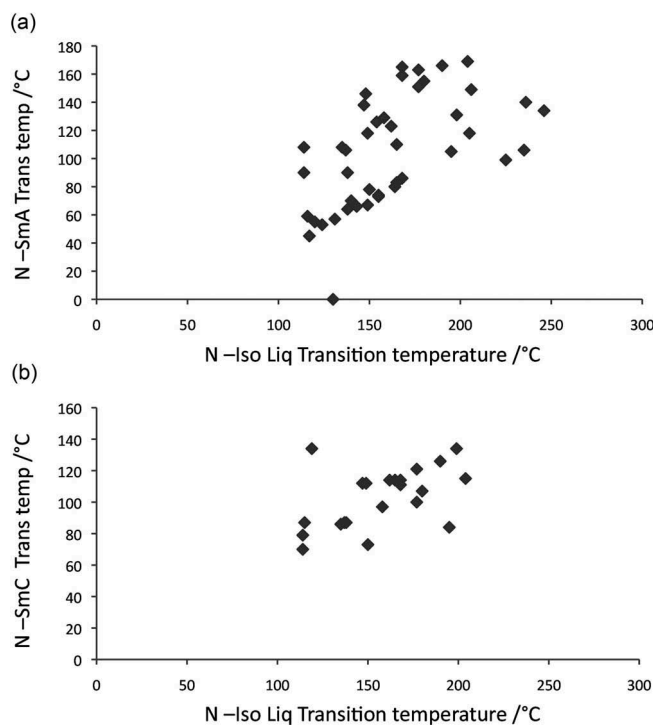 (a)
N –SmA Trans temp /°C
180
160
140
120
100
80
60
40
20
0
0 50 100 150 200 250 300
N –Iso Liq Transition temperature /°C
(b)
N –SmC Trans temp /°C
160
140
120
100
80
60
40
20
0
0 50 100 150 200 250 300
N –Iso Liq Transition temperature /°C